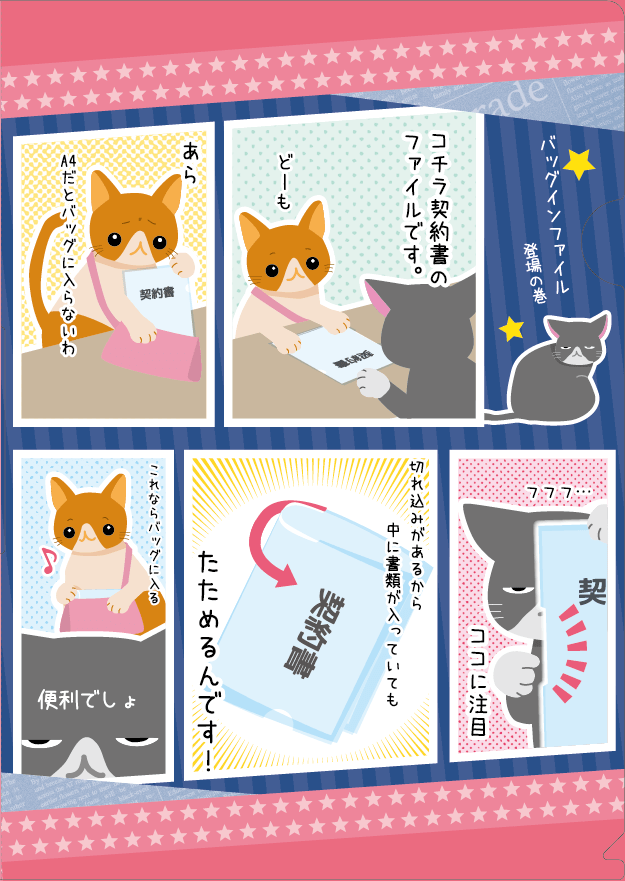 バッグインファイル
登場の巻
コチラ契約書の
ファイルです。
どーも
契約書
あら
A4だとバッグに入らないわ
契約書
フフフ…
契
ココに注目
切れ込みがあるから
中に書類が入っていても
契約書
たためるんです！
これならバッグに入る
便利でしょ
rade